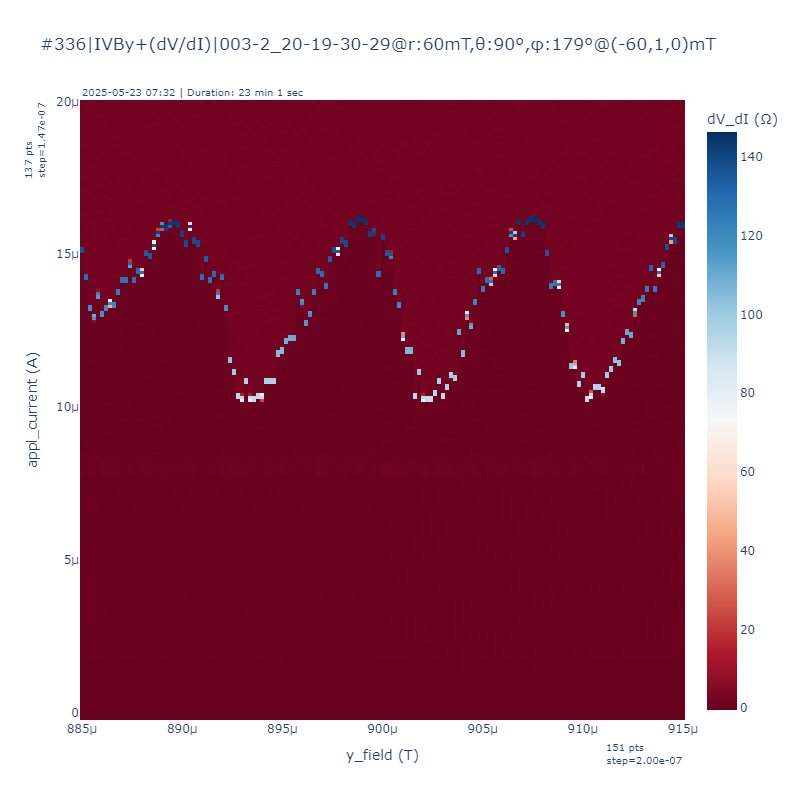 #336|IVBy+(dV/dI)|003-2_20-19-30-29@r:60mT,θ:90°,φ:179°@(-60,1,0)mT
2025-05-23 07:32 | Duration: 23 min 1 sec
137 pts
step=1.47e-07
dV_dI (Ω)
20μ
15μ
10μ
5μ
0
appl_current (A)
140
120
100
80
60
40
20
0
885μ
890μ
895μ
900μ
905μ
910μ
915μ
y_field (T)
151 pts
step=2.00e-07